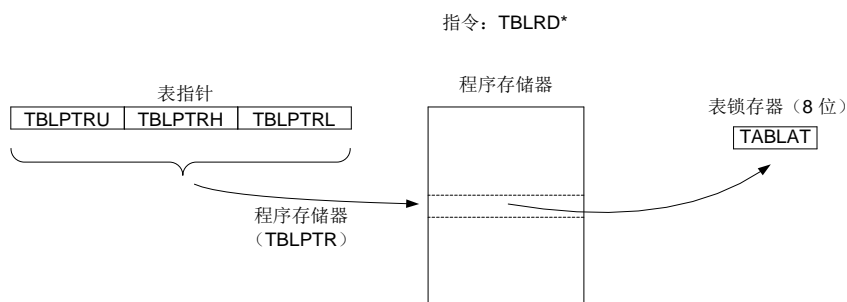 指令：TBLRD*
表指针
TBLPTRU TBLPTRH TBLPTRL
程序存储器
表锁存器（8 位）
TABLAT
程序存储器
（TBLPTR）